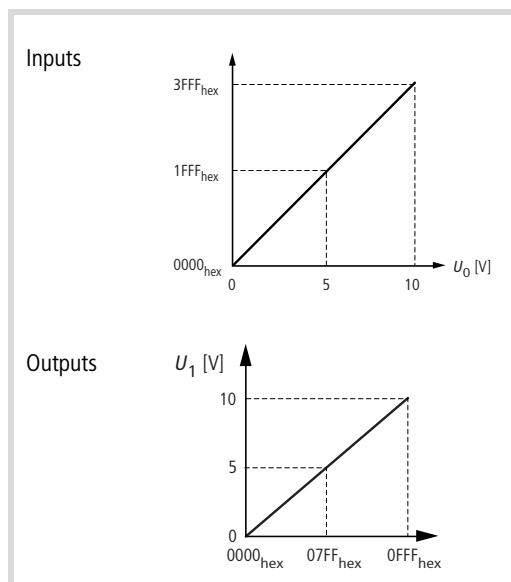 Inputs
3FFFhex
1FFFhex
0000hex
0 5 10
U0 [V]
Outputs
U1 [V]
10
5
0
0000hex 07FFhex 0FFFhex